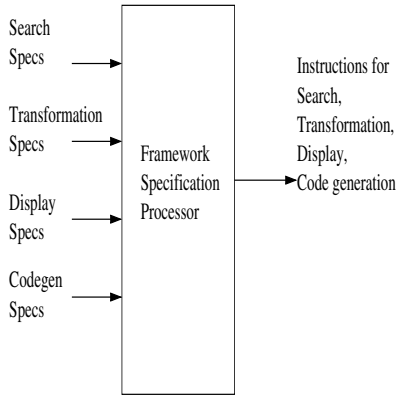 Search
Specs
Transformation
Specs
Display
Specs
Codegen
Specs
Framework
Specification
Processor
Instructions for
Search,
Transformation,
Display,
Code generation